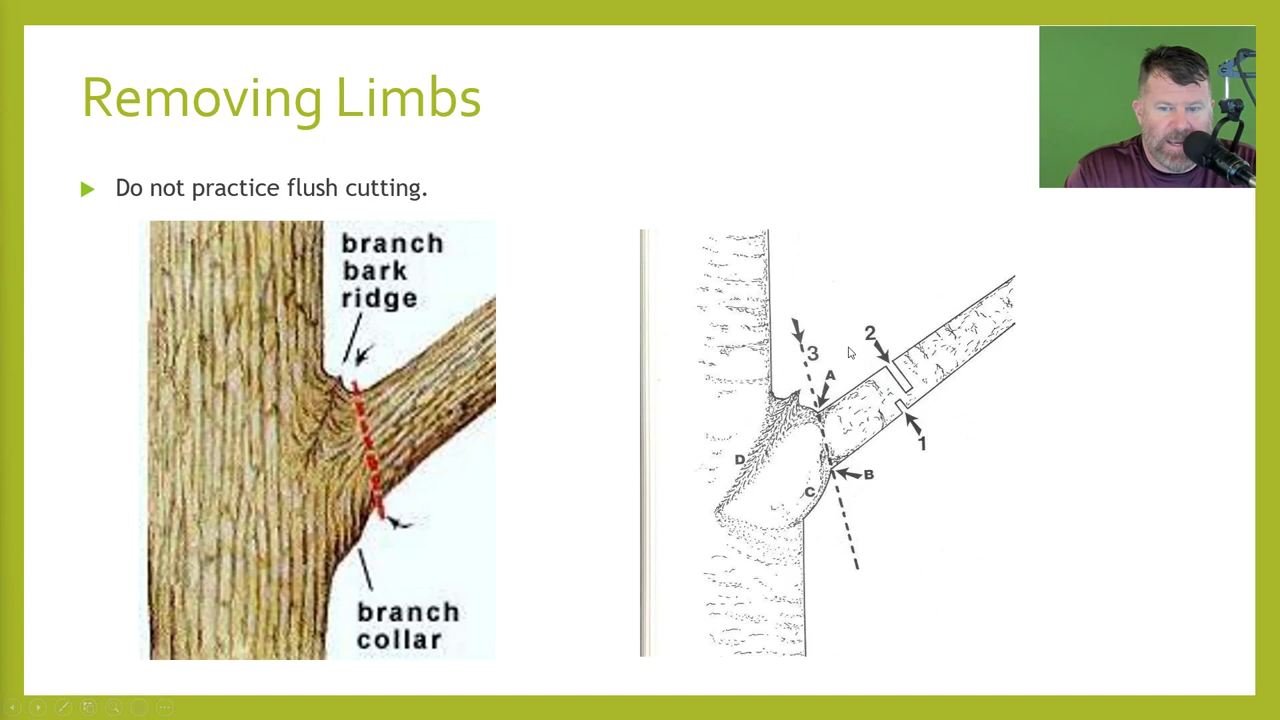 Removing Limbs
Do not practice flush cutting.
branch
bark
ridge
branch
collar
3
2
A
1
D
B
C